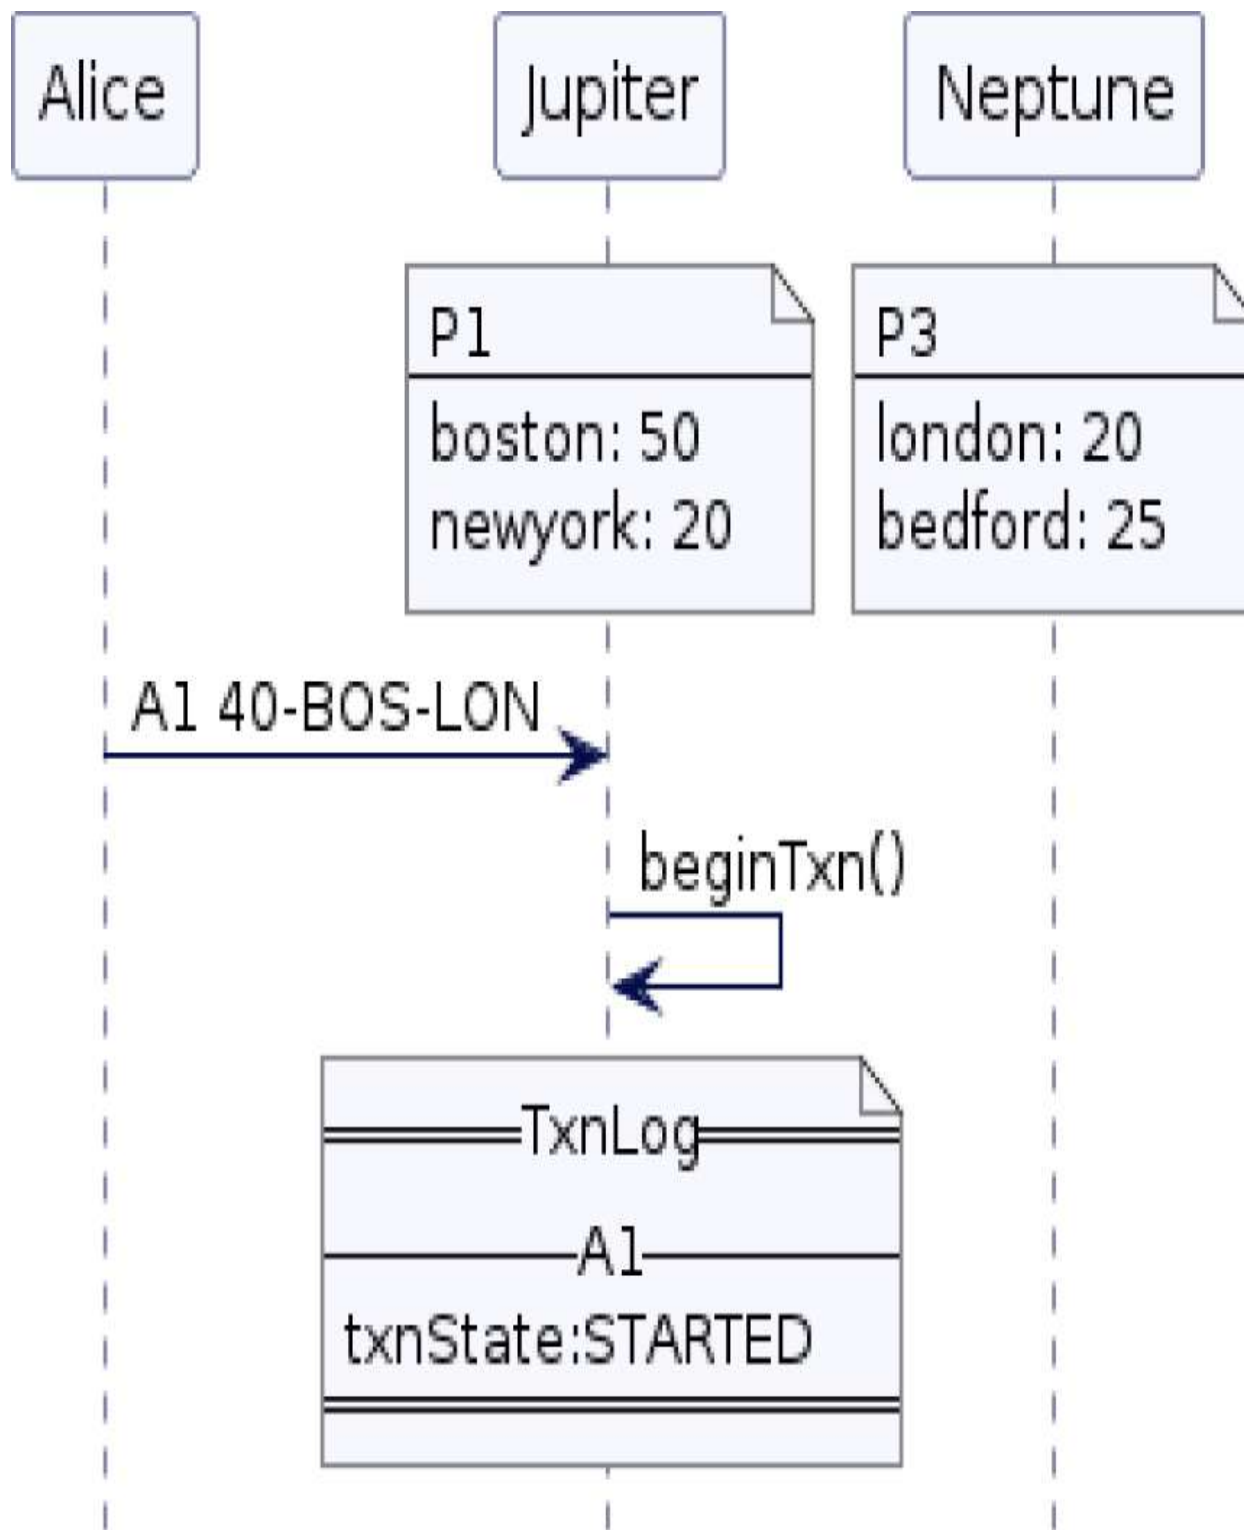 Alice
Jupiter
Neptune
P1
boston: 50
newyork: 20
P3
london: 20
bedford: 25
A1 40-BOS-LON
beginTxn()
TxnLog
A1
txnState:STARTED